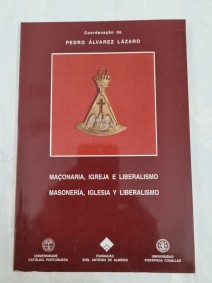 Coordenação de
PEDRO ÁLVAREZ LÁZARO
MAÇONARIA, IGREJA E LIBERALISMO
MASONERÍA, IGLESIA Y LIBERALISMO
UNIVERSIDADE
CATÓLICA PORTUGUESA
FUNDAÇÃO
ENG. ANTÓNIO DE ALMEIDA
UNIVERSIDAD
PONTIFICIA COMILLAS